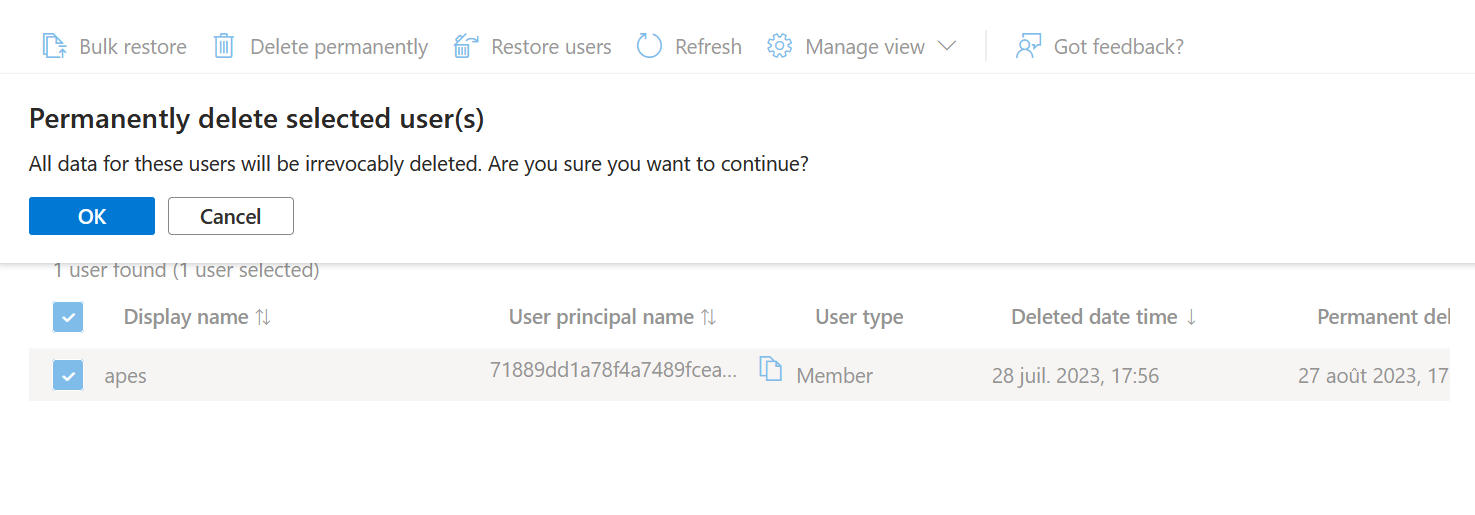 Bulk restore Delete permanently Restore users Refresh Manage view Got feedback?
Permanently delete selected user(s)
All data for these users will be irrevocably deleted. Are you sure you want to continue?
OK Cancel
1 user found (1 user selected)
Display name User principal name User type Deleted date time Permanent del
apes 71889dd1a78f4a7489fcea... Member 28 juil. 2023, 17:56 27 août 2023, 17